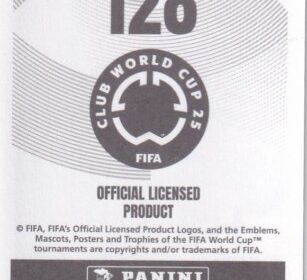 128
CLUB WORLD CUP 25
FIFA
OFFICIAL LICENSED
PRODUCT
© FIFA, FIFA's Official Licensed Product Logos, and the Emblems,
Mascots, Posters and Trophies of the FIFA World Cup™
tournaments are copyrights and/or trademarks of FIFA.
PANINI